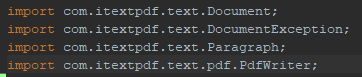 import com.itextpdf.text.Document;
import com.itextpdf.text.DocumentException;
import com.itextpdf.text.Paragraph;
import com.itextpdf.text.pdf.PdfWriter;